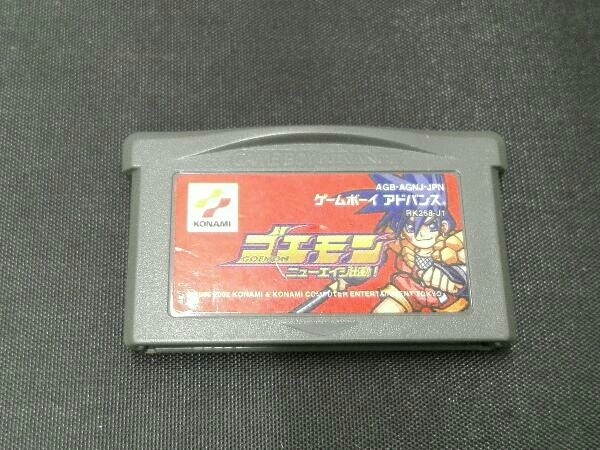 GAME BOY ADVANCE
AGB-AGNJ-JPN
ゲームボーイ アドバンス
RK268-J1
KONAMI
ゴエモン
GOEMON
ニューエイジ出動!
2002 KONAMI & KONAMI COMPUTER ENTERTAINMENT TOKYO